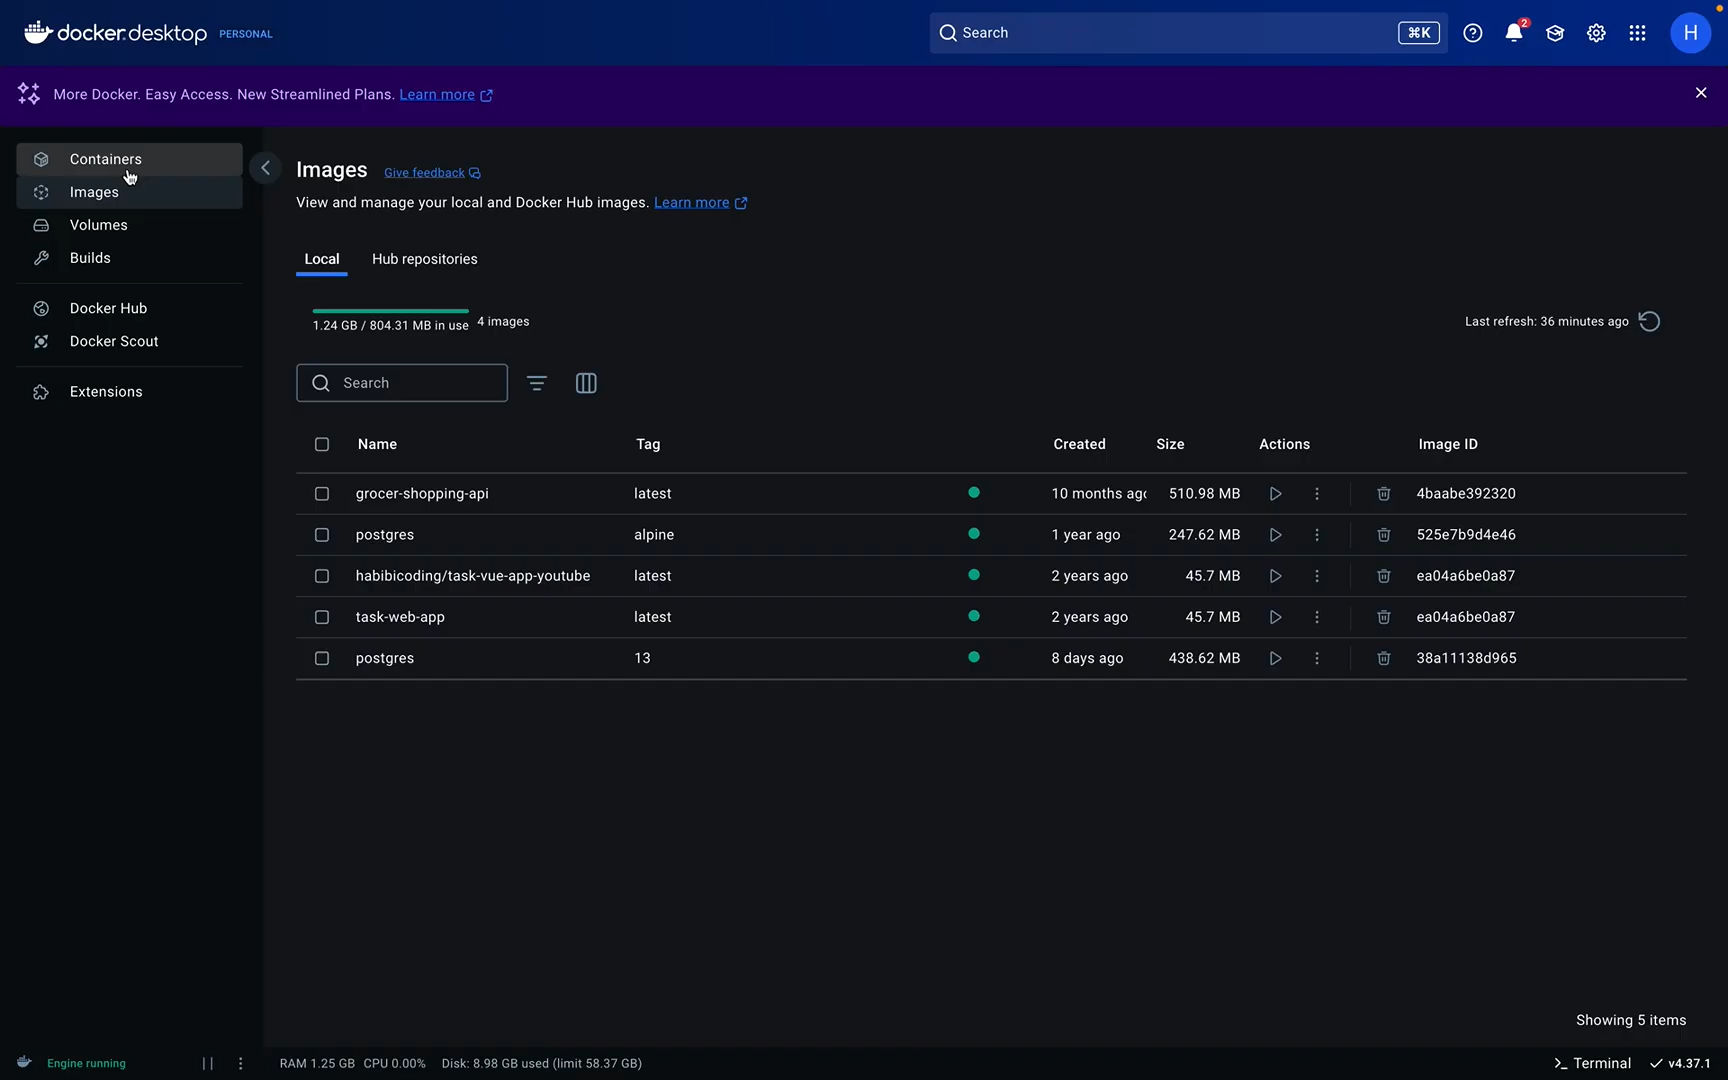 docker desktop PERSONAL
Search ⌘K 2 H
More Docker. Easy Access. New Streamlined Plans. Learn more
Containers
Images
Volumes
Builds
Docker Hub
Docker Scout
Extensions
Images Give feedback
View and manage your local and Docker Hub images. Learn more
Local Hub repositories
1.24 GB / 804.31 MB in use 4 images
Last refresh: 36 minutes ago
Search
Name Tag Created Size Actions Image ID
grocer-shopping-api latest 10 months ago 510.98 MB 4baabe392320
postgres alpine 1 year ago 247.62 MB 525e7b9d4e46
habibicoding/task-vue-app-youtube latest 2 years ago 45.7 MB ea04a6be0a87
task-web-app latest 2 years ago 45.7 MB ea04a6be0a87
postgres 13 8 days ago 438.62 MB 38a11138d965
Showing 5 items
Engine running RAM 1.25 GB CPU 0.00% Disk: 8.98 GB used (limit 58.37 GB) >_ Terminal v4.37.1